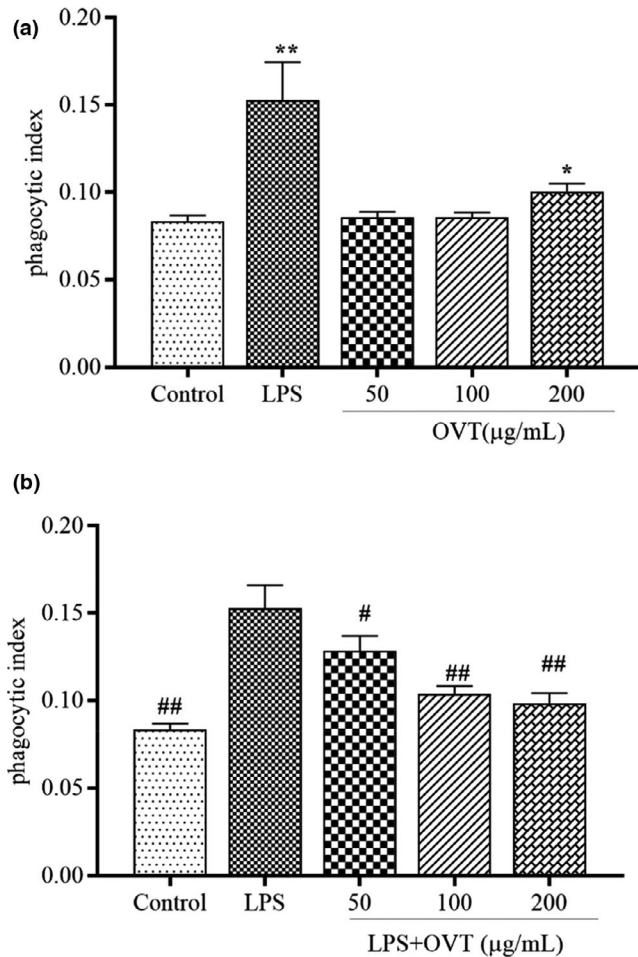 (a)
phagocytic index
0.20
0.15
0.10
0.05
0.00
**
*
Control LPS 50 100 200
OVT(μg/mL)
(b)
phagocytic index
0.20
0.15
0.10
0.05
0.00
##
#
##
##
Control LPS 50 100 200
LPS+OVT (μg/mL)